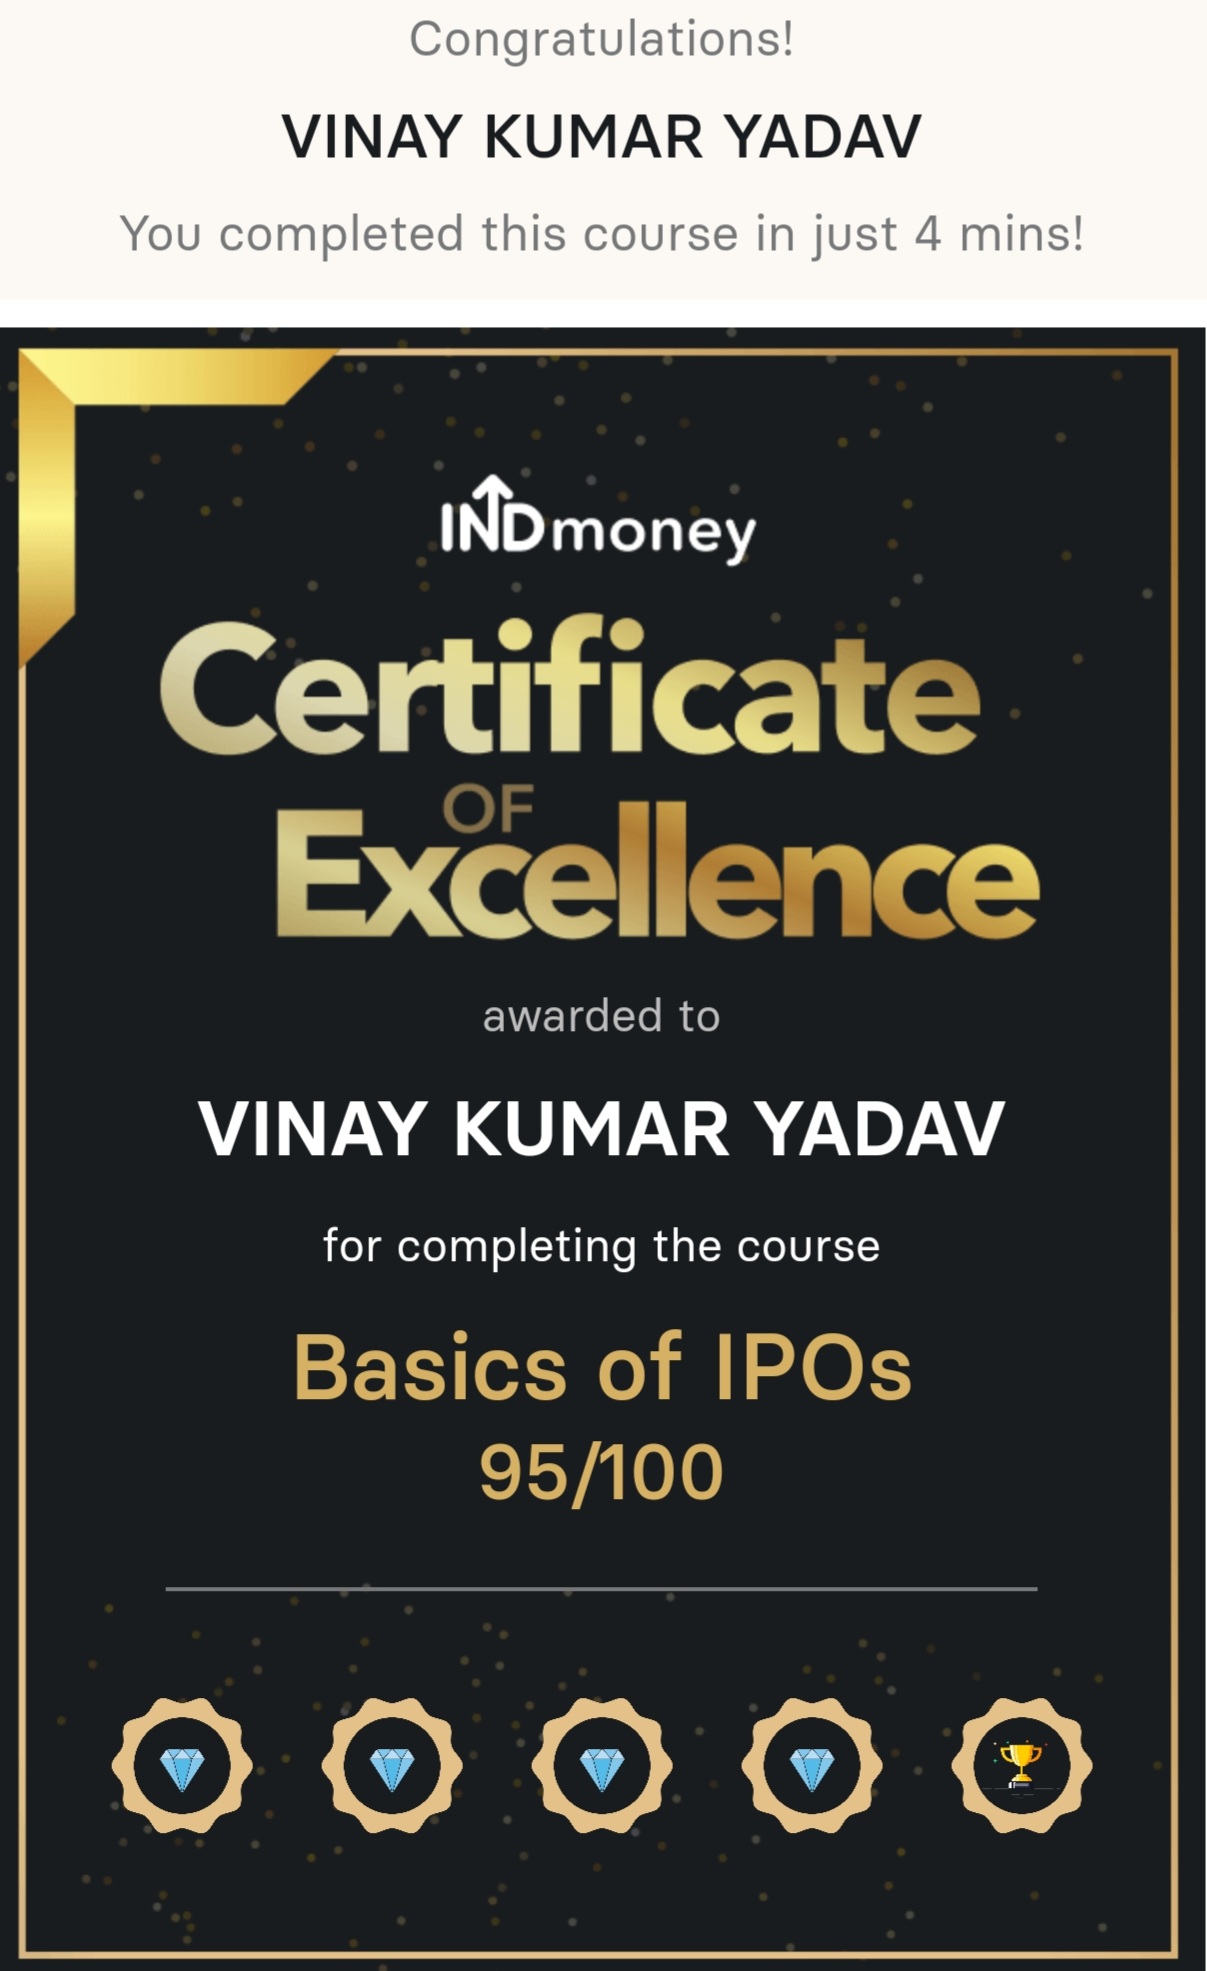 Congratulations!
VINAY KUMAR YADAV
You completed this course in just 4 mins!
INDmoney
Certificate
OF
Excellence
awarded to
VINAY KUMAR YADAV
for completing the course
Basics of IPOs
95/100